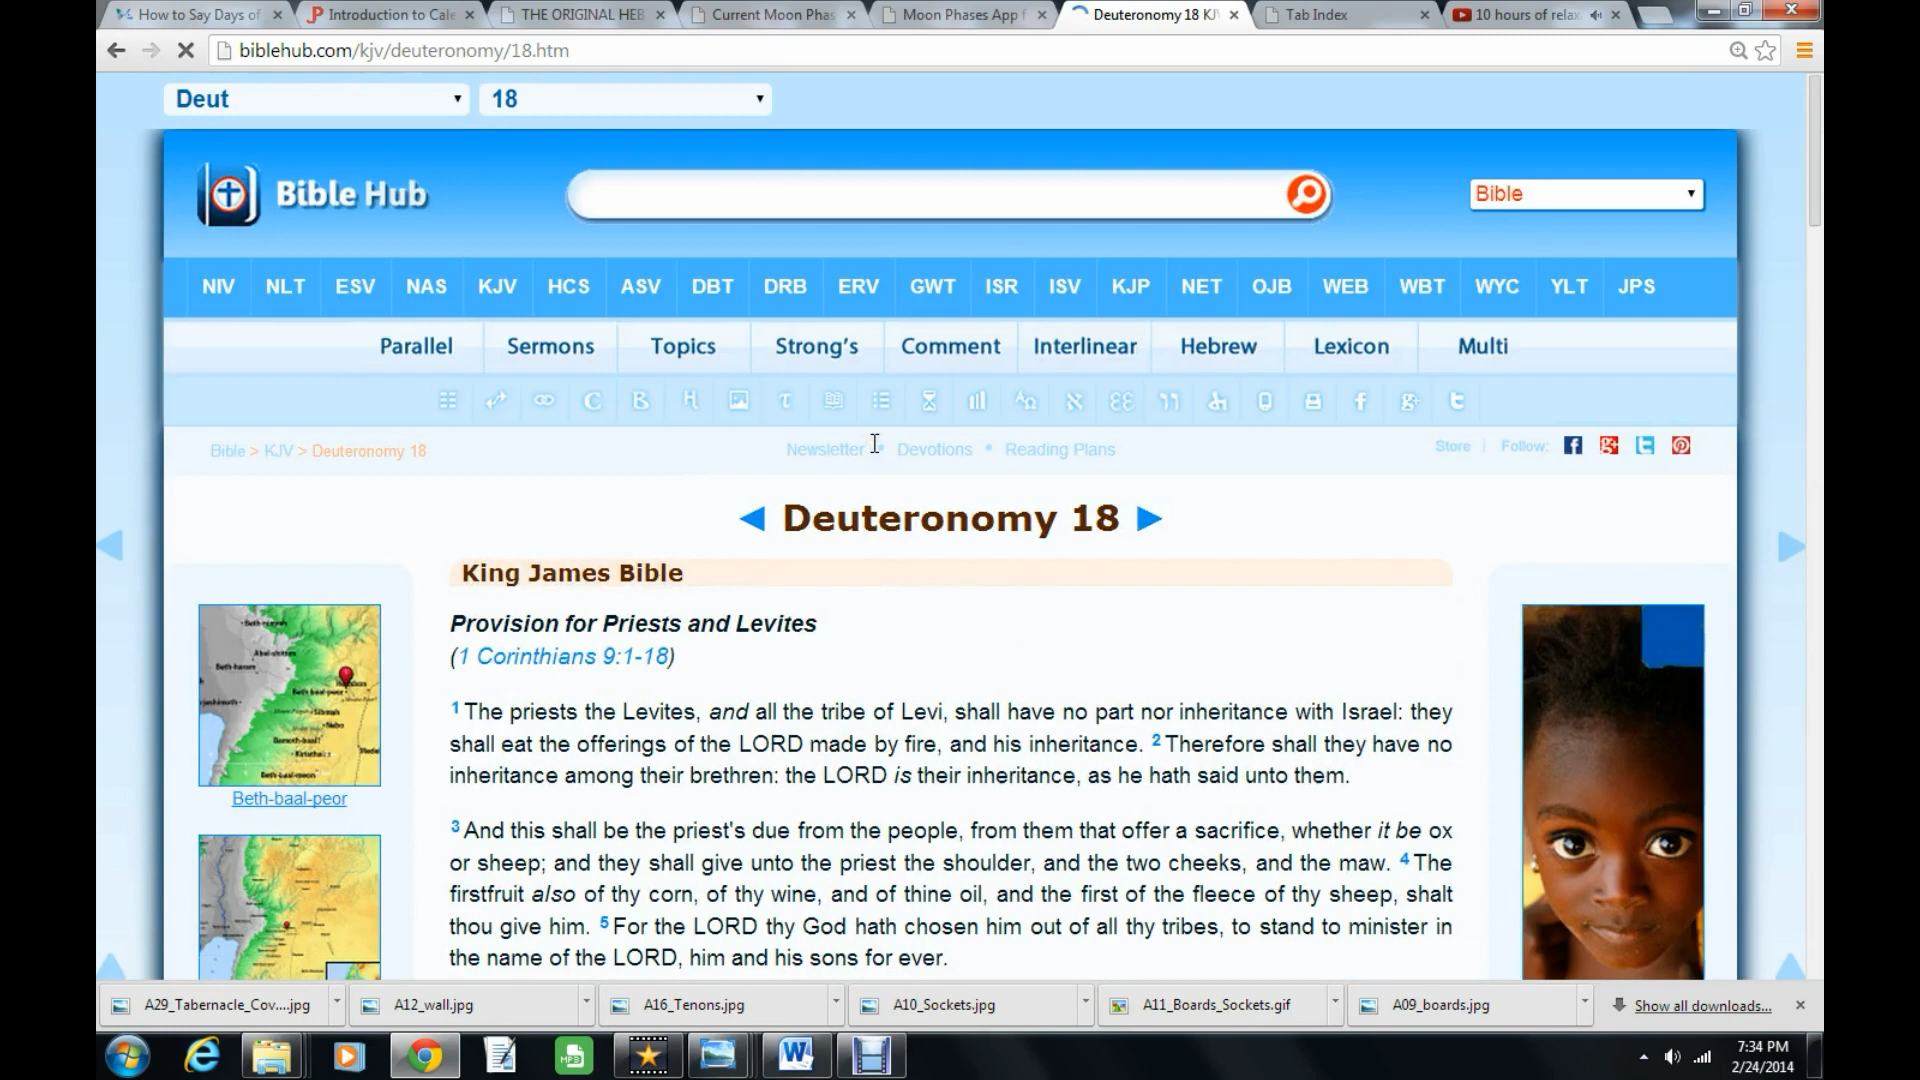 How to Say Days of
Introduction to Cale
THE ORIGINAL HEB
Current Moon Phas
Moon Phases App f
Deuteronomy 18 KJV
Tab Index
10 hours of relax
biblehub.com/kjv/deuteronomy/18.htm
Deut
18
Bible Hub
Bible
NIV NLT ESV NAS KJV HCS ASV DBT DRB ERV GWT ISR ISV KJP NET OJB WEB WBT WYC YLT JPS
Parallel Sermons Topics Strong's Comment Interlinear Hebrew Lexicon Multi
Bible > KJV > Deuteronomy 18
Newsletter • Devotions • Reading Plans
Store | Follow:
◄ Deuteronomy 18 ►
King James Bible
Provision for Priests and Levites
(1 Corinthians 9:1-18)
1 The priests the Levites, and all the tribe of Levi, shall have no part nor inheritance with Israel: they
shall eat the offerings of the LORD made by fire, and his inheritance. 2 Therefore shall they have no
inheritance among their brethren: the LORD is their inheritance, as he hath said unto them.
3 And this shall be the priest's due from the people, from them that offer a sacrifice, whether it be ox
or sheep; and they shall give unto the priest the shoulder, and the two cheeks, and the maw. 4 The
firstfruit also of thy corn, of thy wine, and of thine oil, and the first of the fleece of thy sheep, shalt
thou give him. 5 For the LORD thy God hath chosen him out of all thy tribes, to stand to minister in
the name of the LORD, him and his sons for ever.
Beth-baal-peor
A29_Tabernacle_Cov....jpg
A12_wall.jpg
A16_Tenons.jpg
A10_Sockets.jpg
A11_Boards_Sockets.gif
A09_boards.jpg
Show all downloads...
MP3
7:34 PM
2/24/2014